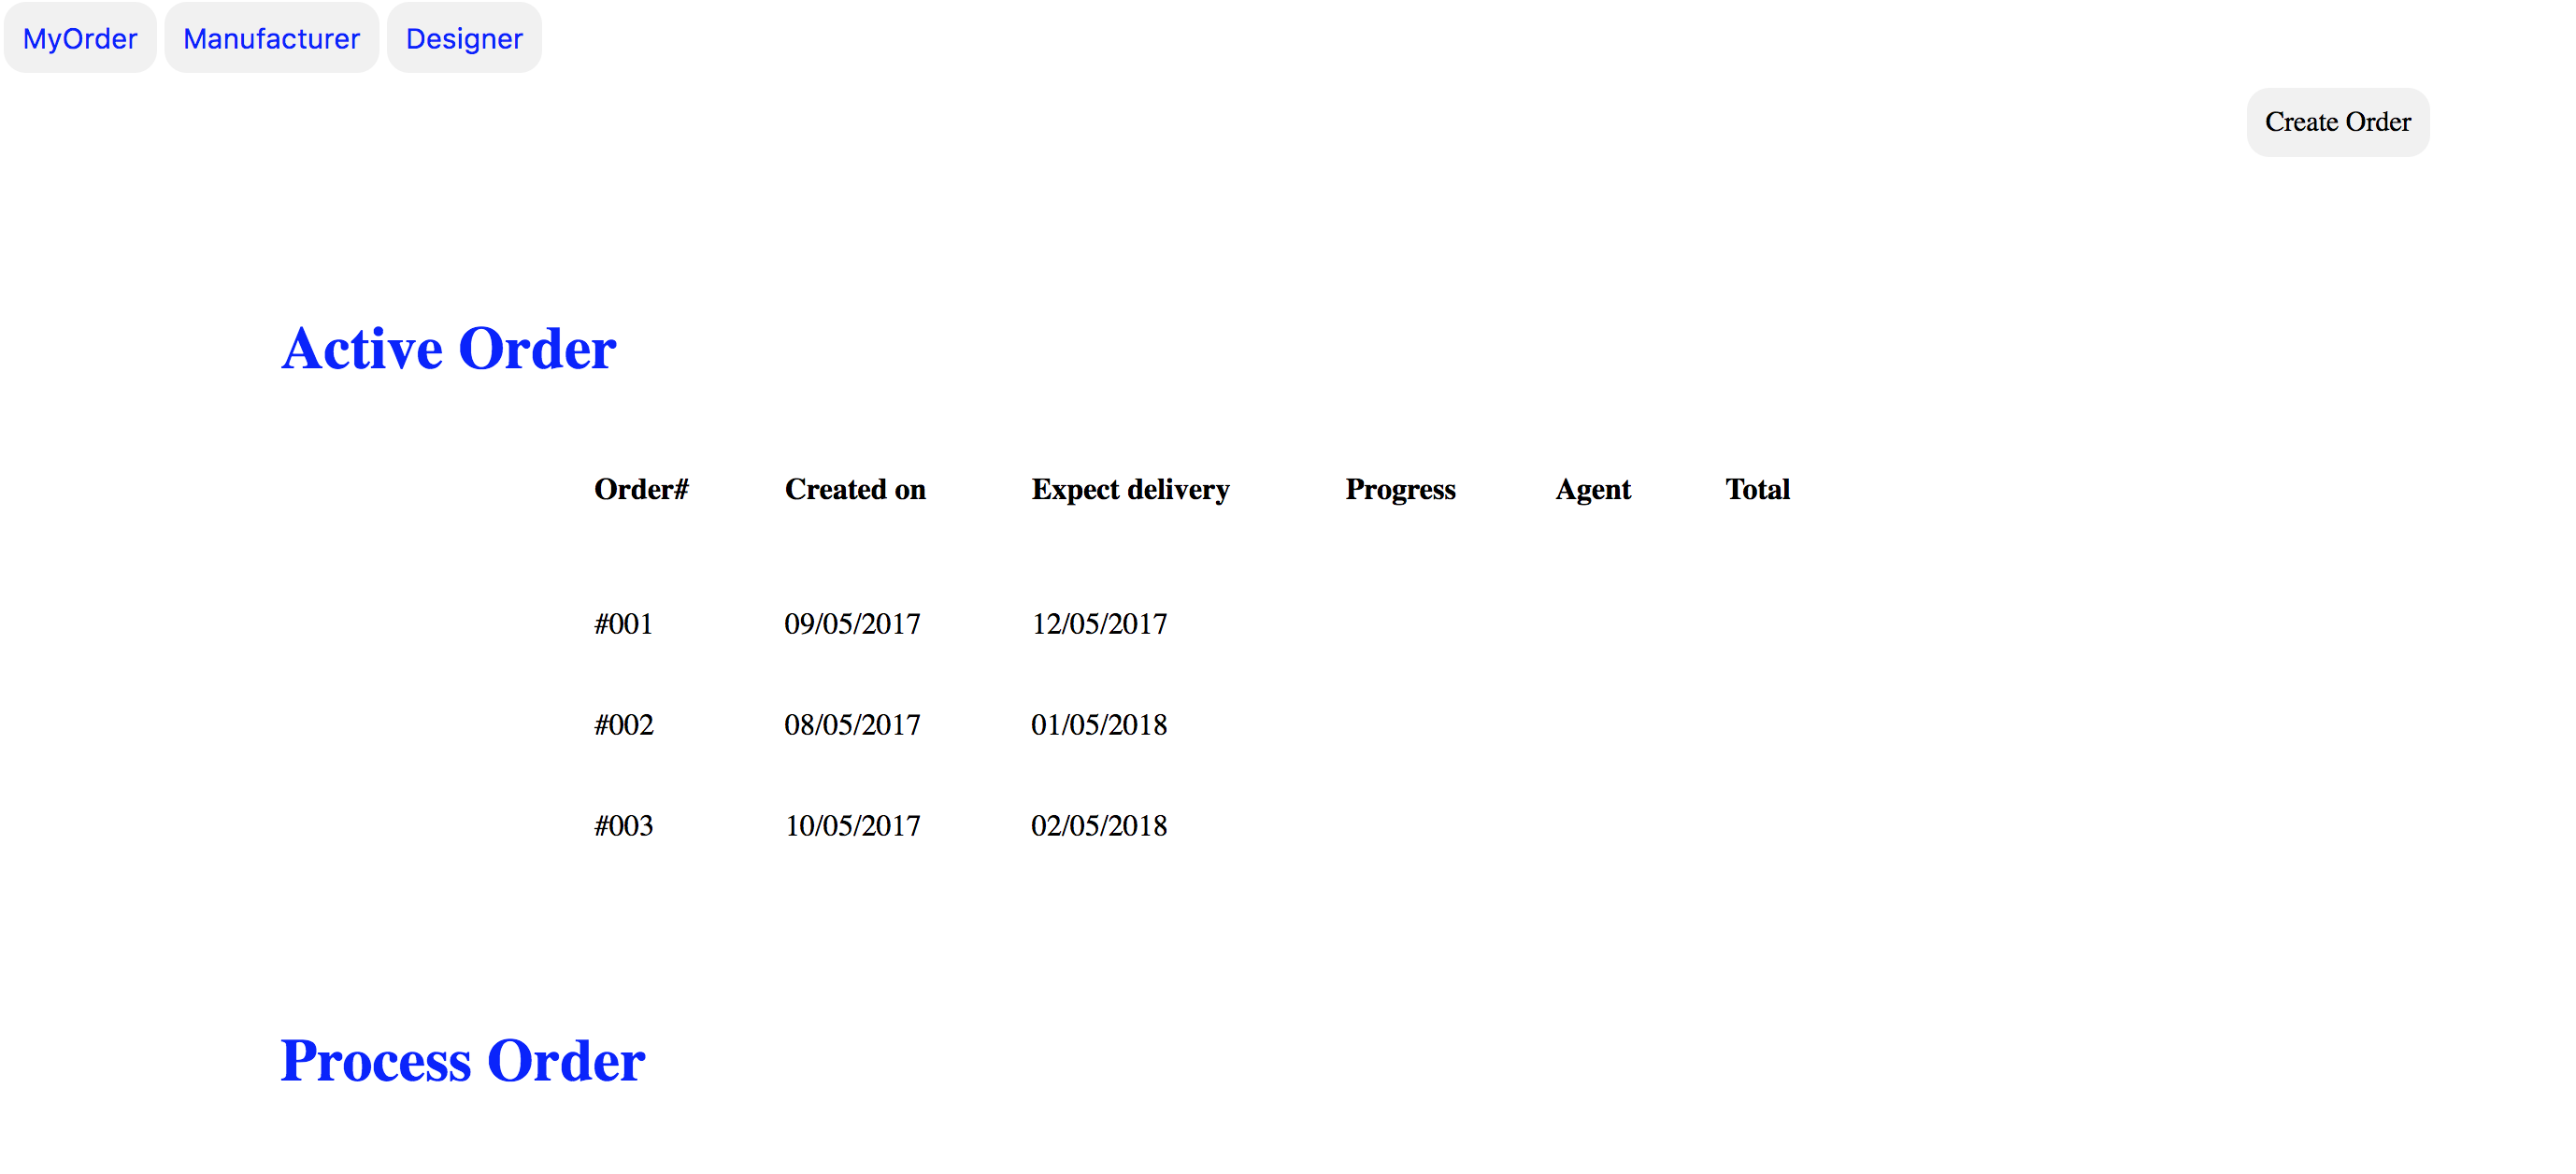 MyOrder Manufacturer Designer
Create Order
Active Order
Order# Created on Expect delivery Progress Agent Total
#001 09/05/2017 12/05/2017
#002 08/05/2017 01/05/2018
#003 10/05/2017 02/05/2018
Process Order